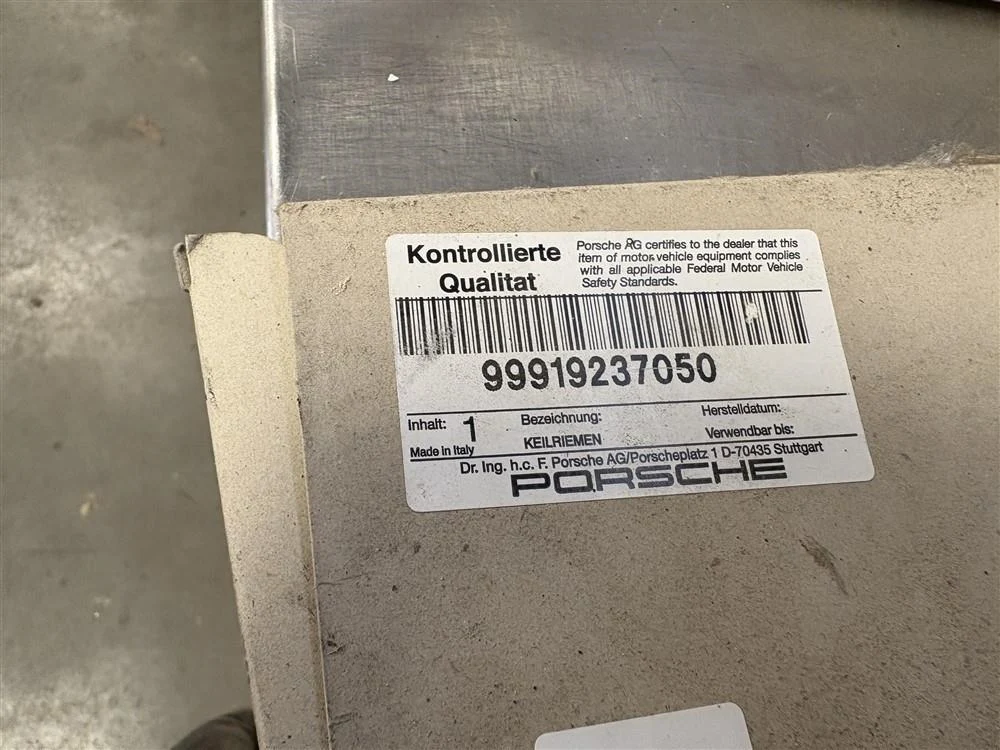 Kontrollierte
Qualitat
Porsche AG certifies to the dealer that this
item of motor vehicle equipment complies
with all applicable Federal Motor Vehicle
Safety Standards.
99919237050
Inhalt: 1
Made in Italy
Bezeichnung:
KEILRIEMEN
Herstelldatum:
Verwendbar bis:
Dr. Ing. h.c. F. Porsche AG/Porscheplatz 1 D-70435 Stuttgart
PORSCHE